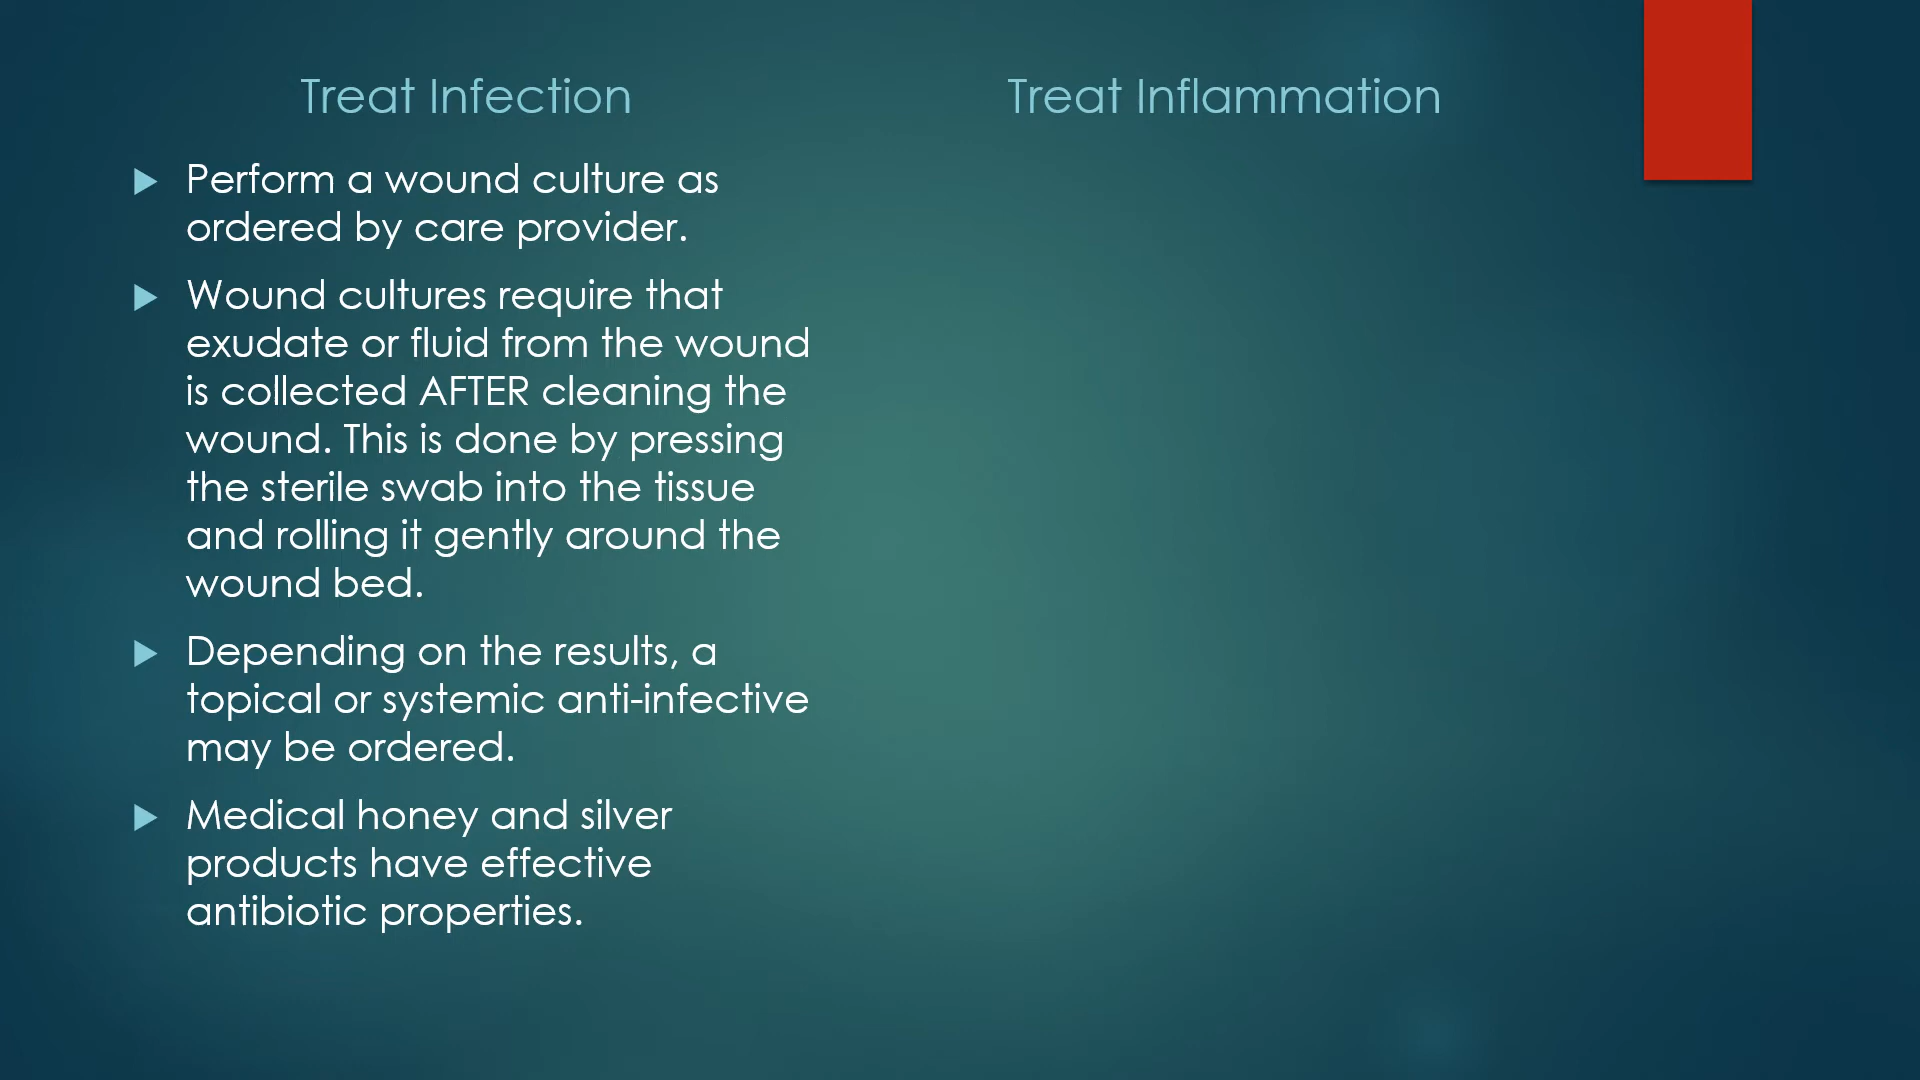 Treat Infection
Perform a wound culture as
ordered by care provider.
Wound cultures require that
exudate or fluid from the wound
is collected AFTER cleaning the
wound. This is done by pressing
the sterile swab into the tissue
and rolling it gently around the
wound bed.
Depending on the results, a
topical or systemic anti-infective
may be ordered.
Medical honey and silver
products have effective
antibiotic properties.
Treat Inflammation